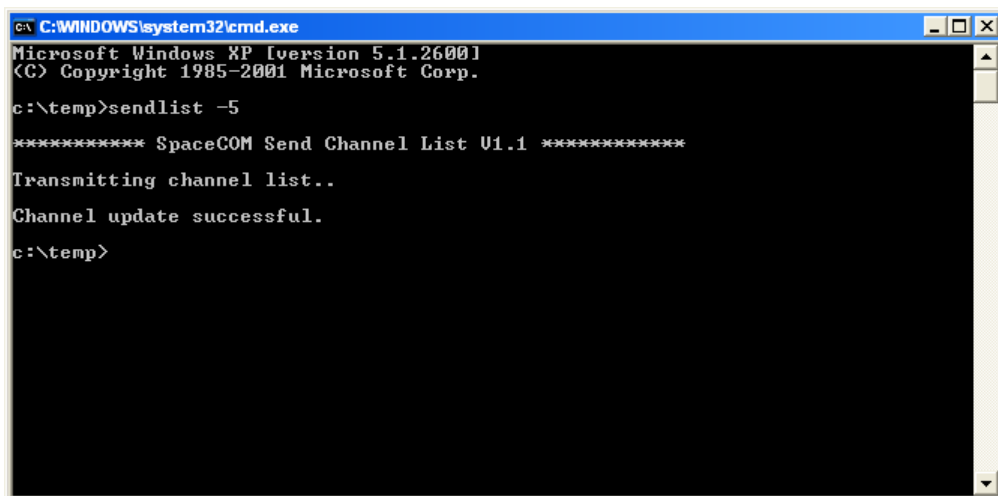 C:\WINDOWS\system32\cmd.exe
Microsoft Windows XP [version 5.1.2600]
(C) Copyright 1985-2001 Microsoft Corp.
c:\temp>sendlist -5
*********** SpaceCOM Send Channel List V1.1 ************
Transmitting channel list..
Channel update successful.
c:\temp>